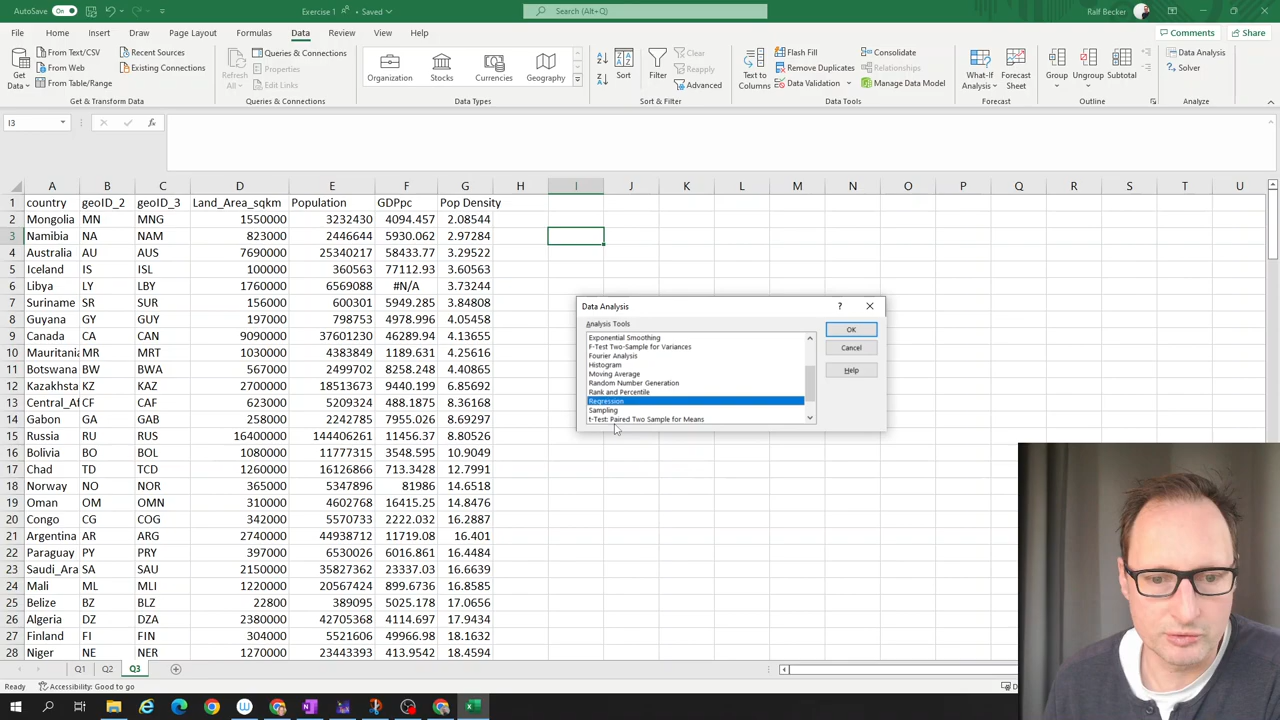 AutoSave On Exercise 1 • Saved Search (Alt+Q) Ralf Becker
File Home Insert Draw Page Layout Formulas Data Review View Help Comments Share
Get Data From Text/CSV Recent Sources
From Web Existing Connections
From Table/Range
Refresh All Queries & Connections
Properties
Edit Links
Organization Stocks Currencies Geography
Sort Filter Clear
Reapply
Advanced
Text to Columns Flash Fill Consolidate
Remove Duplicates Relationships
Data Validation Manage Data Model
What-If Analysis Forecast Sheet
Group Ungroup Subtotal
Data Analysis
Solver
Get & Transform Data Queries & Connections Data Types Sort & Filter Data Tools Forecast Outline Analyze
I3 fx
A B C D E F G H I J K L M N O P Q R S T U
1 country geoID_2 geoID_3 Land_Area_sqkm Population GDPpc Pop Density
2 Mongolia MN MNG 1550000 3232430 4094.457 2.08544
3 Namibia NA NAM 823000 2446644 5930.062 2.97284
4 Australia AU AUS 7690000 25340217 58433.77 3.29522
5 Iceland IS ISL 100000 360563 77112.93 3.60563
6 Libya LY LBY 1760000 6569088 #N/A 3.73244
7 Suriname SR SUR 156000 600301 5949.285 3.84808
8 Guyana GY GUY 197000 798753 4978.996 4.05458
9 Canada CA CAN 9090000 37601230 46289.94 4.13655
10 Mauritania MR MRT 1030000 4383849 1189.631 4.25616
11 Botswana BW BWA 567000 2499702 8258.248 4.40865
12 Kazakhsta KZ KAZ 2700000 18513673 9440.199 6.85692
13 Central_Af CF CAF 623000 5209324 488.1875 8.36168
14 Gabon GA GAB 258000 2242785 7955.026 8.69297
15 Russia RU RUS 16400000 144406261 11456.37 8.80526
16 Bolivia BO BOL 1080000 11777315 3548.595 10.9049
17 Chad TD TCD 1260000 16126866 713.3428 12.7991
18 Norway NO NOR 365000 5347896 81986 14.6518
19 Oman OM OMN 310000 4602768 16415.25 14.8476
20 Congo CG COG 342000 5570733 2222.032 16.2887
21 Argentina AR ARG 2740000 44938712 11719.08 16.401
22 Paraguay PY PRY 397000 6530026 6016.861 16.4484
23 Saudi_Ara SA SAU 2150000 35827362 23337.03 16.6639
24 Mali ML MLI 1220000 20567424 899.6736 16.8585
25 Belize BZ BLZ 22800 389095 5025.178 17.0656
26 Algeria DZ DZA 2380000 42705368 4114.697 17.9434
27 Finland FI FIN 304000 5521606 49966.98 18.1632
28 Niger NE NER 1270000 23443393 413.9542 18.4594
Data Analysis ?
Analysis Tools
Exponential Smoothing
F-Test Two-Sample for Variances
Fourier Analysis
Histogram
Moving Average
Random Number Generation
Rank and Percentile
Regression
Sampling
t-Test: Paired Two Sample for Means
OK
Cancel
Help
Q1 Q2 Q3
Ready Accessibility: Good to go